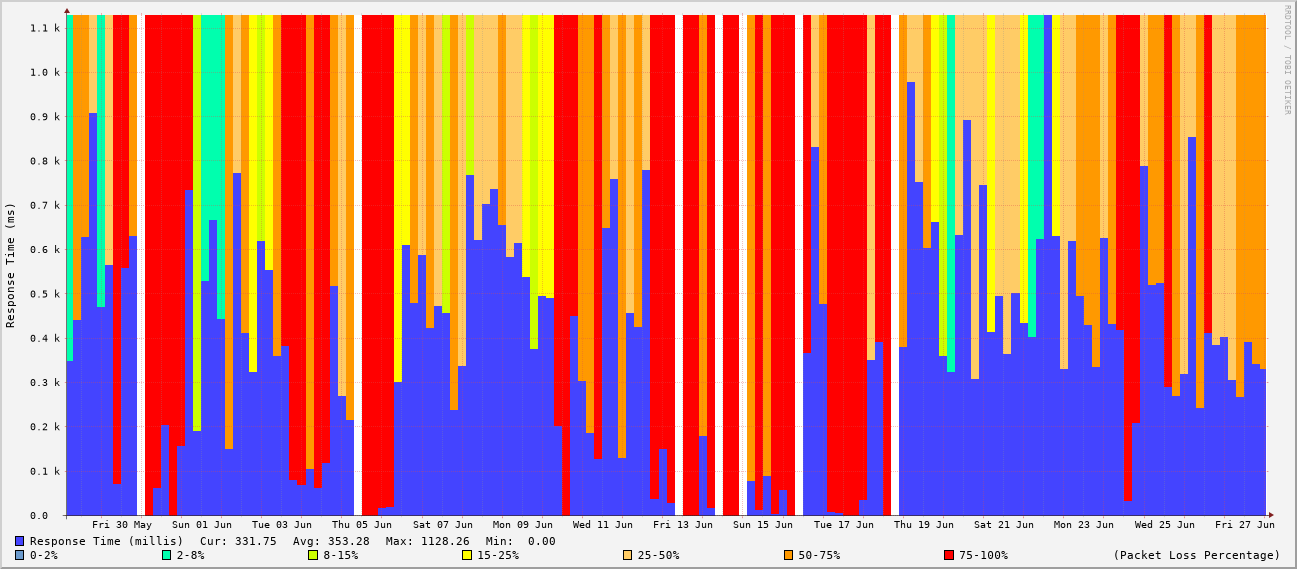 RRDTOOL / TOBI OETIKER
Response Time (ms)
1.1 k
1.0 k
0.9 k
0.8 k
0.7 k
0.6 k
0.5 k
0.4 k
0.3 k
0.2 k
0.1 k
0.0
Fri 30 May Sun 01 Jun Tue 03 Jun Thu 05 Jun Sat 07 Jun Mon 09 Jun Wed 11 Jun Fri 13 Jun Sun 15 Jun Tue 17 Jun Thu 19 Jun Sat 21 Jun Mon 23 Jun Wed 25 Jun Fri 27 Jun
Response Time (millis) Cur: 331.75 Avg: 353.28 Max: 1128.26 Min: 0.00
0-2% 2-8% 8-15% 15-25% 25-50% 50-75% 75-100% (Packet Loss Percentage)